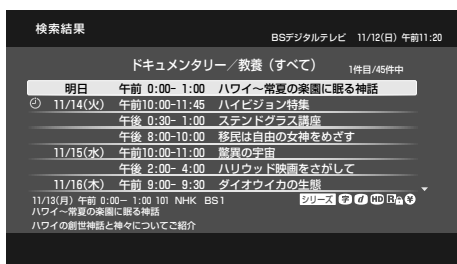 検索結果
BSデジタルテレビ 11/12(日) 午前11:20
ドキュメンタリー／教養（すべて） 1件目/45件中
明日 午前 0:00- 1:00 ハワイ～常夏の楽園に眠る神話
11/14(火) 午前10:00-11:45 ハイビジョン特集
午後 0:30- 1:00 ステンドグラス講座
午後 8:00-10:00 移民は自由の女神をめざす
11/15(水) 午前10:00-11:00 驚異の宇宙
午後 2:00- 4:00 ハリウッド映画をさがして
11/16(木) 午前 9:00- 9:30 ダイオウイカの生態
11/13(月) 午前 0:00- 1:00 101 NHK BS1 シリーズ 字 d HD R ¥
ハワイ～常夏の楽園に眠る神話
ハワイの創世神話と神々についてご紹介